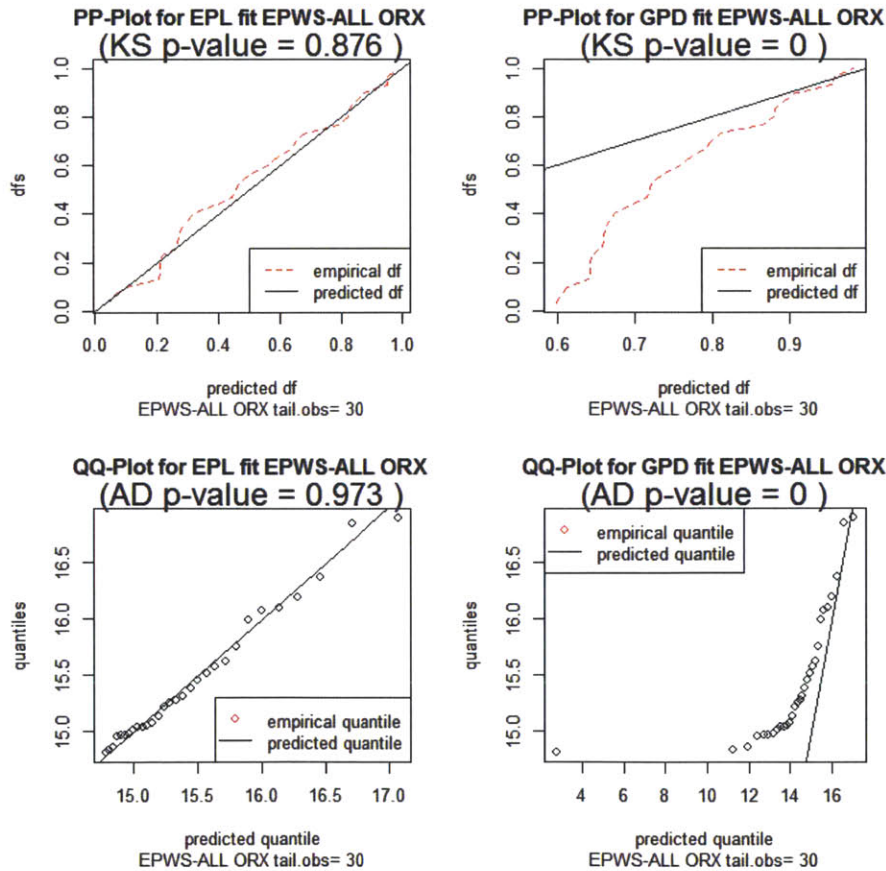 PP-Plot for EPL fit EPWS-ALL ORX
(KS p-value = 0.876 )
dfs
1.0
0.8
0.6
0.4
0.2
0.0
empirical df
predicted df
0.0 0.2 0.4 0.6 0.8 1.0
predicted df
EPWS-ALL ORX tail.obs= 30
PP-Plot for GPD fit EPWS-ALL ORX
(KS p-value = 0 )
dfs
1.0
0.8
0.6
0.4
0.2
0.0
empirical df
predicted df
0.6 0.7 0.8 0.9
predicted df
EPWS-ALL ORX tail.obs= 30
QQ-Plot for EPL fit EPWS-ALL ORX
(AD p-value = 0.973 )
quantiles
16.5
16.0
15.5
15.0
empirical quantile
predicted quantile
15.0 15.5 16.0 16.5 17.0
predicted quantile
EPWS-ALL ORX tail.obs= 30
QQ-Plot for GPD fit EPWS-ALL ORX
(AD p-value = 0 )
empirical quantile
predicted quantile
quantiles
16.5
16.0
15.5
15.0
4 6 8 10 12 14 16
predicted quantile
EPWS-ALL ORX tail.obs= 30